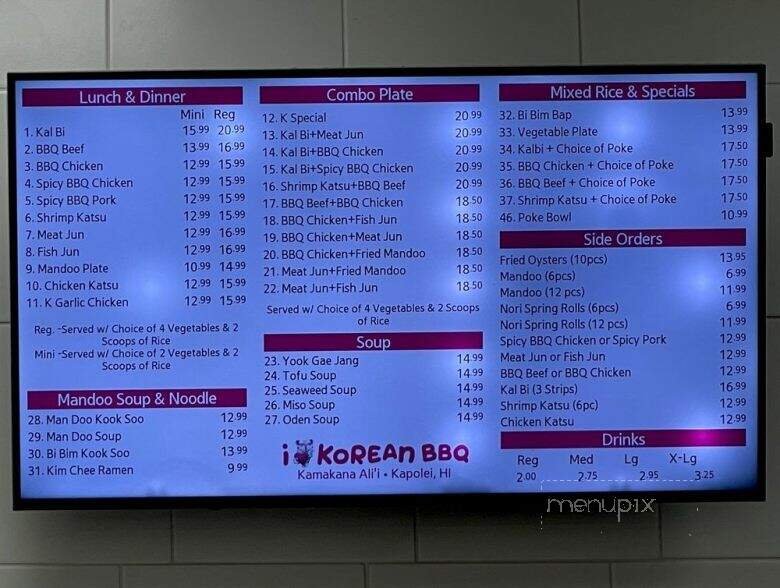 Lunch & Dinner
Mini Reg
1. Kal Bi 15.99 20.99
2. BBQ Beef 13.99 16.99
3. BBQ Chicken 12.99 15.99
4. Spicy BBQ Chicken 12.99 15.99
5. Spicy BBQ Pork 12.99 15.99
6. Shrimp Katsu 12.99 15.99
7. Meat Jun 12.99 16.99
8. Fish Jun 12.99 16.99
9. Mandoo Plate 10.99 14.99
10. Chicken Katsu 12.99 15.99
11. K Garlic Chicken 12.99 15.99
Reg. -Served w/ Choice of 4 Vegetables & 2
Scoops of Rice
Mini -Served w/ Choice of 2 Vegetables & 2
Scoops of Rice
Mandoo Soup & Noodle
28. Man Doo Kook Soo 12.99
29. Man Doo Soup 12.99
30. Bi Bim Kook Soo 13.99
31. Kim Chee Ramen 9.99
Combo Plate
12. K Special 20.99
13. Kal Bi+Meat Jun 20.99
14. Kal Bi+BBQ Chicken 20.99
15. Kal Bi+Spicy BBQ Chicken 20.99
16. Shrimp Katsu+BBQ Beef 20.99
17. BBQ Beef+BBQ Chicken 18.50
18. BBQ Chicken+Fish Jun 18.50
19. BBQ Chicken+Meat Jun 18.50
20. BBQ Chicken+Fried Mandoo 18.50
21. Meat Jun+Fried Mandoo 18.50
22. Meat Jun+Fish Jun 18.50
Served w/ Choice of 4 Vegetables & 2 Scoops
of Rice
Soup
23. Yook Gae Jang 14.99
24. Tofu Soup 14.99
25. Seaweed Soup 14.99
26. Miso Soup 14.99
27. Oden Soup 14.99
i KOREAN BBQ
Kamakana Ali'i • Kapolei, HI
Mixed Rice & Specials
32. Bi Bim Bap 13.99
33. Vegetable Plate 13.99
34. Kalbi + Choice of Poke 17.50
35. BBQ Chicken + Choice of Poke 17.50
36. BBQ Beef + Choice of Poke 17.50
37. Shrimp Katsu + Choice of Poke 17.50
46. Poke Bowl 10.99
Side Orders
Fried Oysters (10pcs) 13.95
Mandoo (6pcs) 6.99
Mandoo (12 pcs) 11.99
Nori Spring Rolls (6pcs) 6.99
Nori Spring Rolls (12 pcs) 11.99
Spicy BBQ Chicken or Spicy Pork 12.99
Meat Jun or Fish Jun 12.99
BBQ Beef or BBQ Chicken 12.99
Kal Bi (3 Strips) 16.99
Shrimp Katsu (6pc) 12.99
Chicken Katsu 12.99
Drinks
Reg Med Lg X-Lg
2.00 2.75 2.95 3.25
menupix